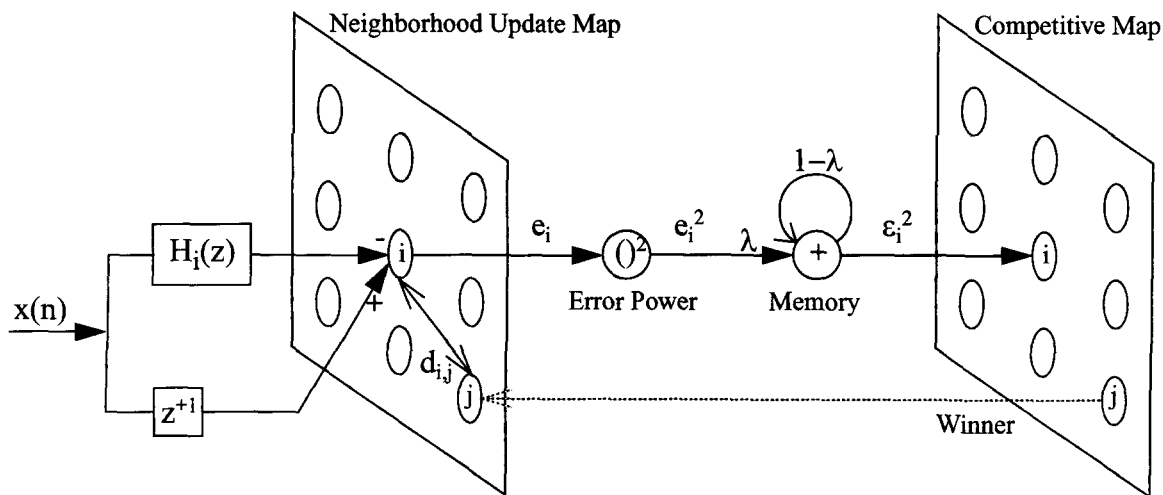 Neighborhood Update Map
Competitive Map
1−λ
e_i
e_i^2
λ
ε_i^2
H_i(z)
-
i
()^2
+
i
Error Power
Memory
x(n)
+
d_{i,j}
z^{+1}
j
j
Winner